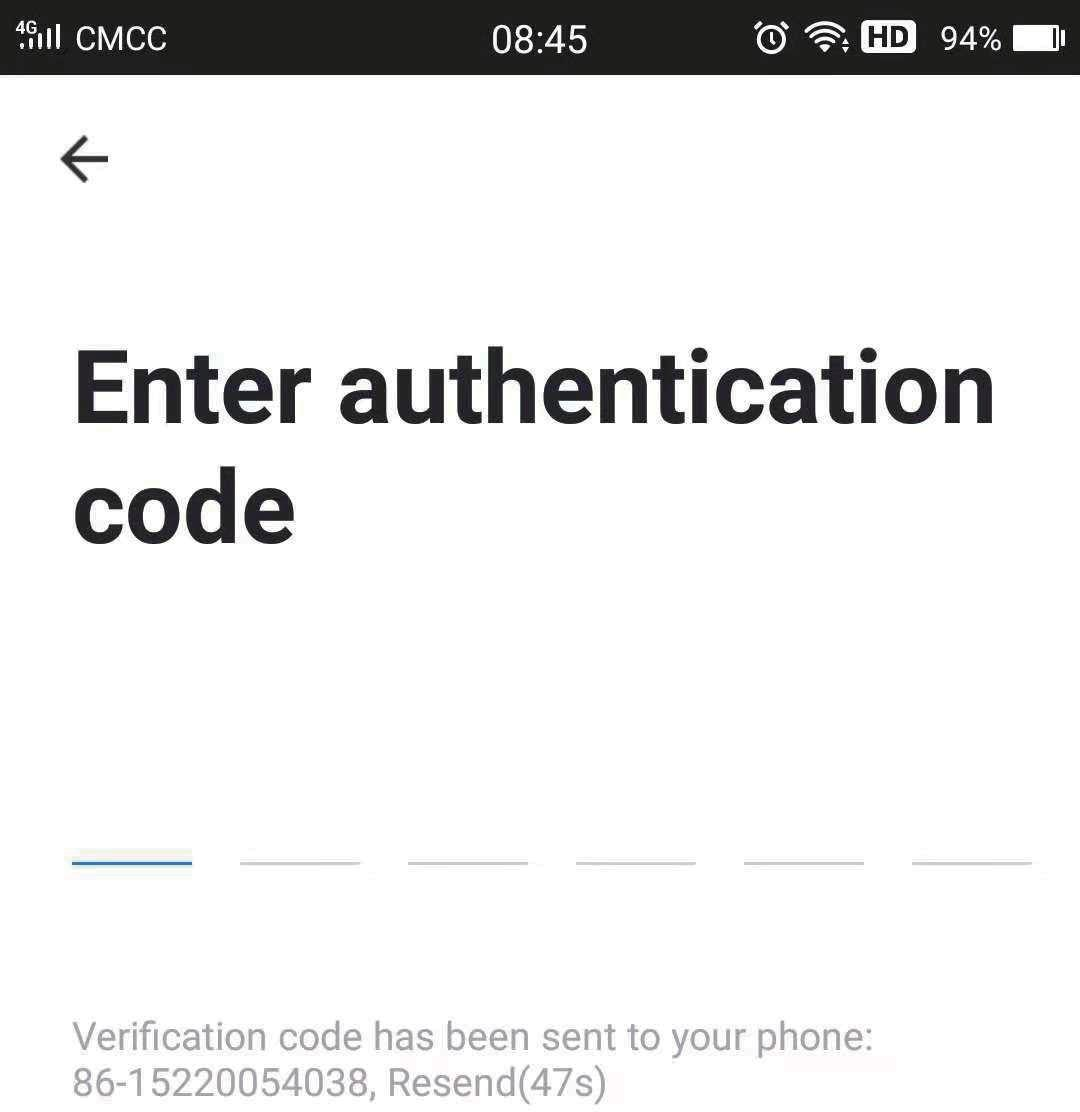 4G CMCC 08:45 HD 94%
Enter authentication
code
Verification code has been sent to your phone:
86-15220054038, Resend(47s)